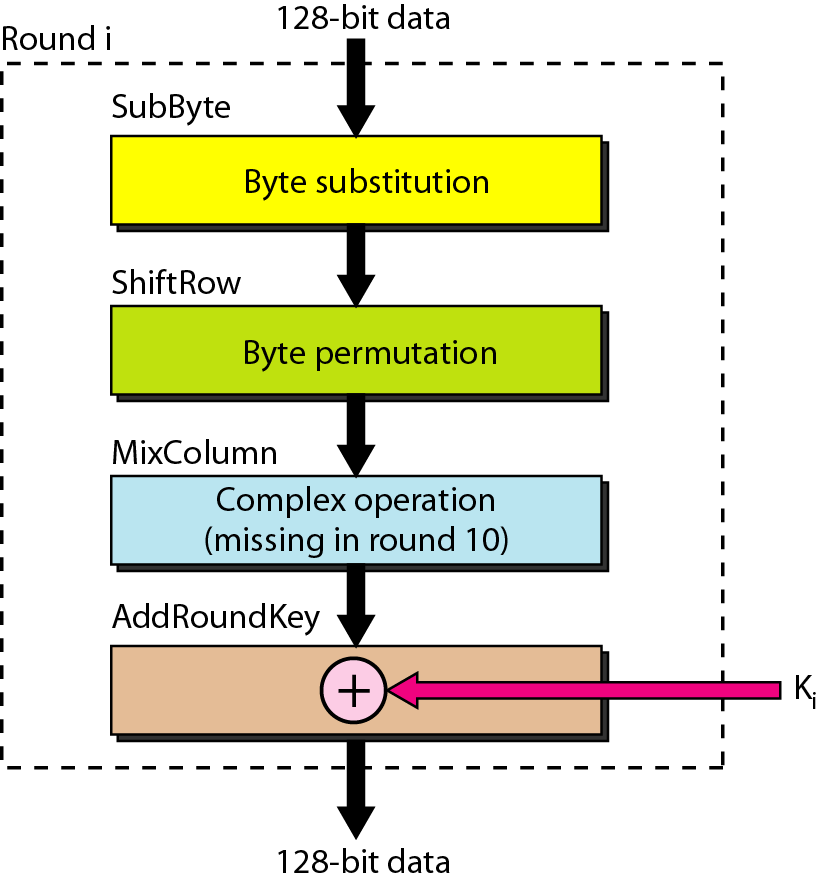 128-bit data
Round i
SubByte
Byte substitution
ShiftRow
Byte permutation
MixColumn
Complex operation
(missing in round 10)
AddRoundKey
+
Ki
128-bit data